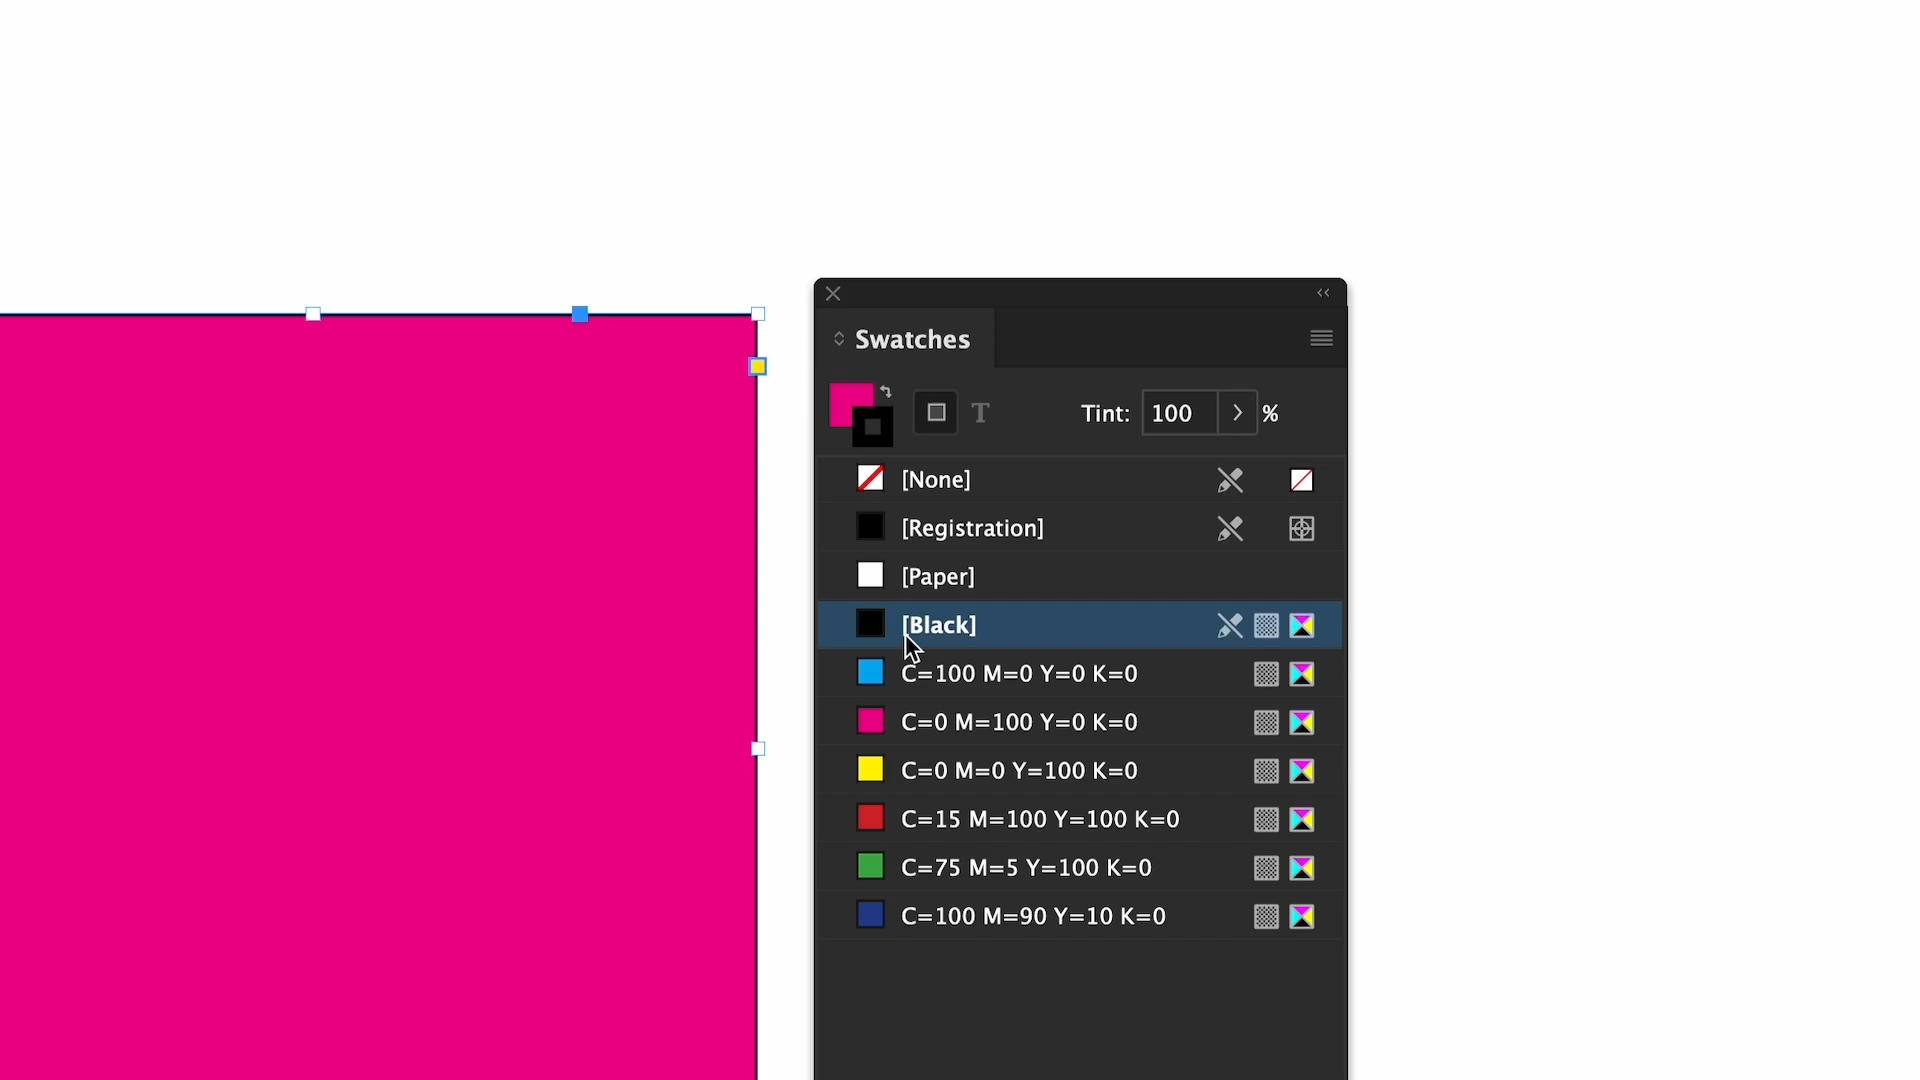 Swatches
T
Tint: 100 %
[None]
[Registration]
[Paper]
[Black]
C=100 M=0 Y=0 K=0
C=0 M=100 Y=0 K=0
C=0 M=0 Y=100 K=0
C=15 M=100 Y=100 K=0
C=75 M=5 Y=100 K=0
C=100 M=90 Y=10 K=0